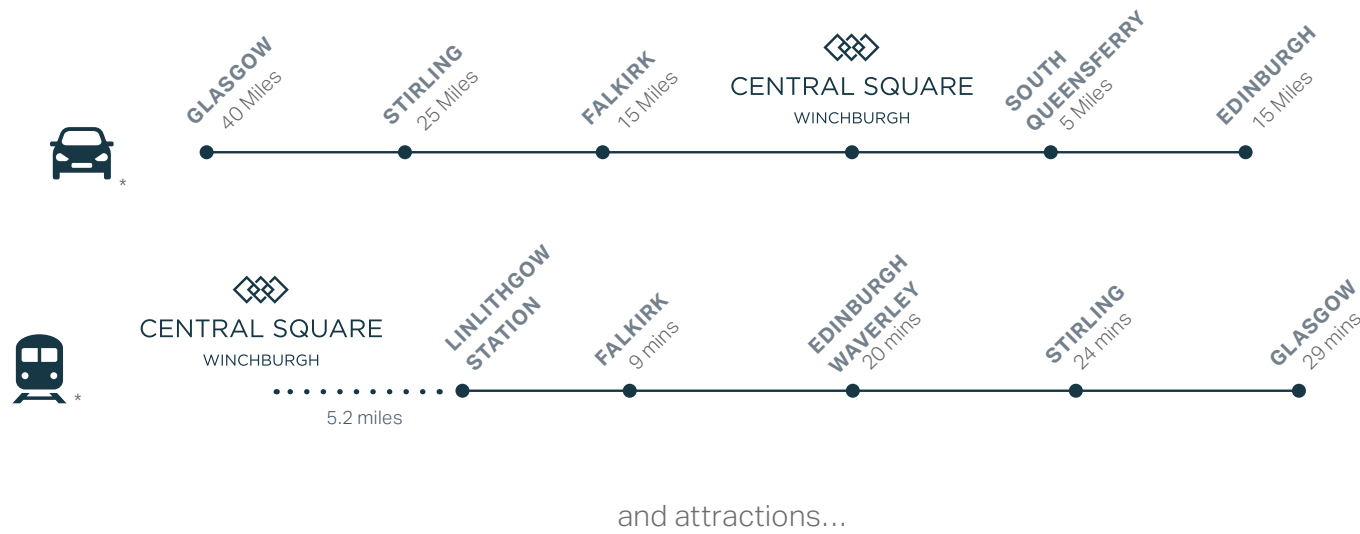 GLASGOW
40 Miles
STIRLING
25 Miles
FALKIRK
15 Miles
CENTRAL SQUARE
WINCHBURGH
SOUTH
QUEENSFERRY
5 Miles
EDINBURGH
15 Miles
*
CENTRAL SQUARE
WINCHBURGH
LINLITHGOW
STATION
FALKIRK
9 mins
EDINBURGH
WAVERLEY
20 mins
STIRLING
24 mins
GLASGOW
29 mins
*
5.2 miles
and attractions...